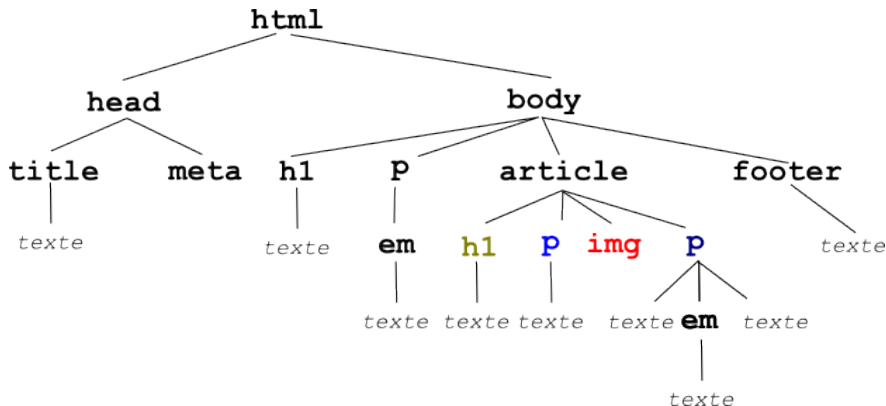 html
head body
title meta h1 p article footer
texte texte em h1 p img p texte
texte texte texte texte em texte
texte